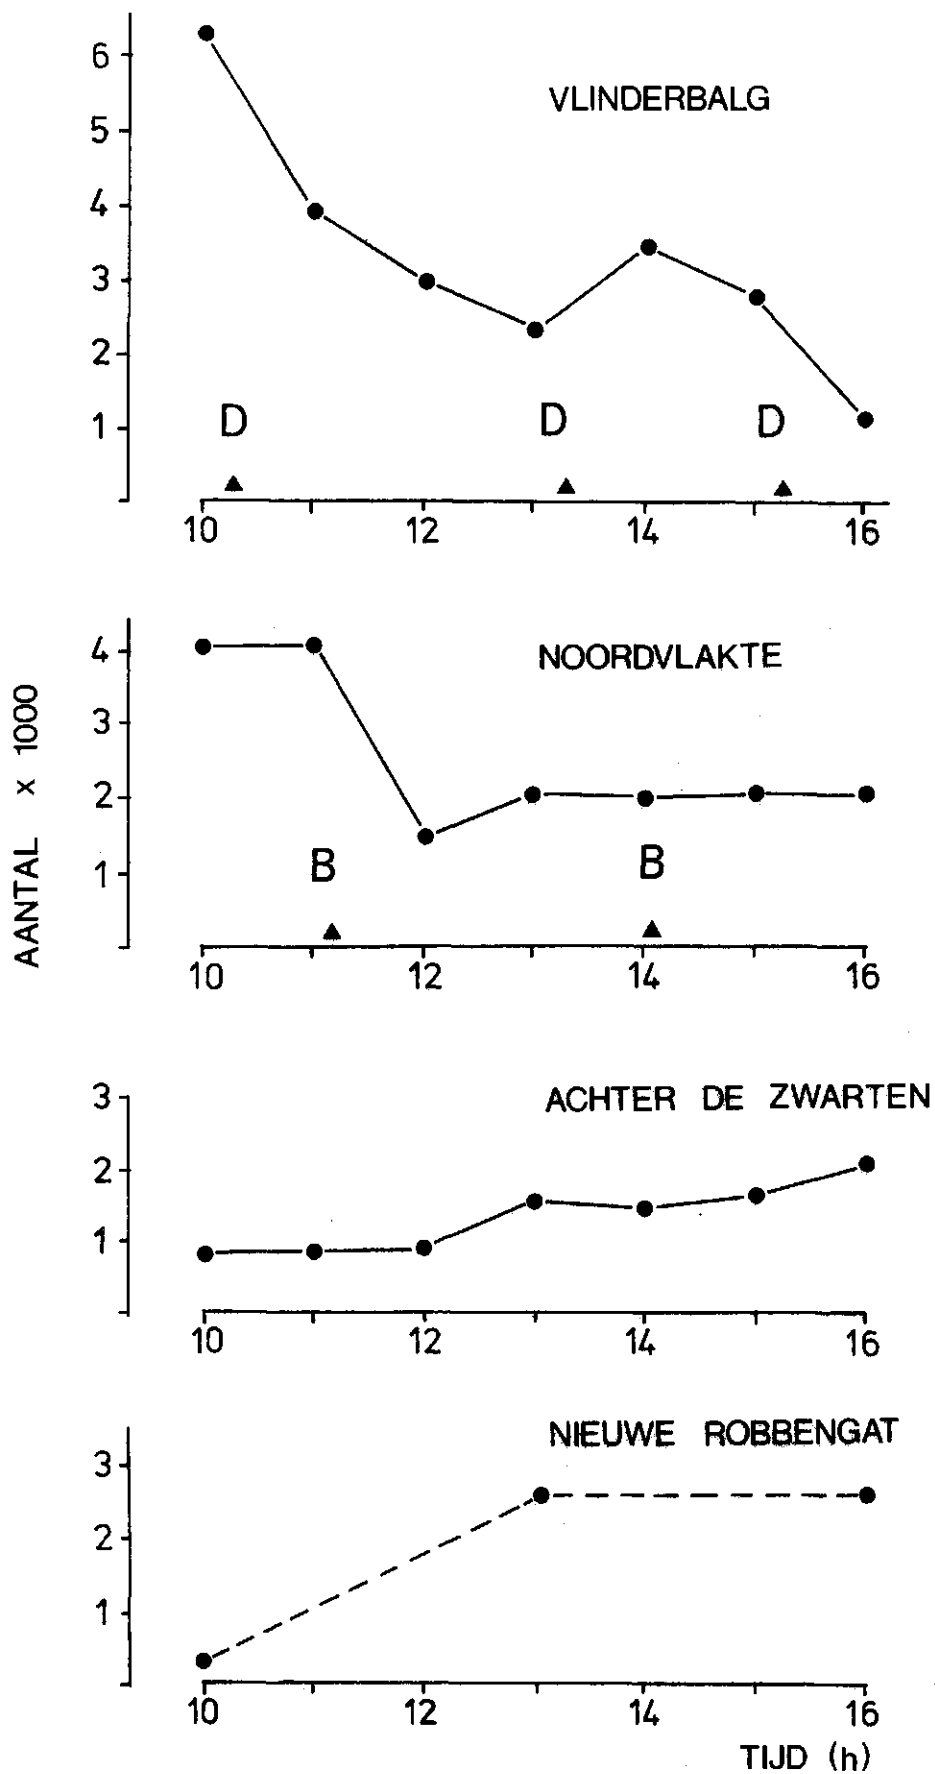 VLINDERBALG
6
5
4
3
2
1
D D D
10 12 14 16
NOORDVLAKTE
4
3
2
1
B B
10 12 14 16
AANTAL x 1000
ACHTER DE ZWARTEN
3
2
1
10 12 14 16
NIEUWE ROBBENGAT
3
2
1
10 12 14 16
TIJD (h)